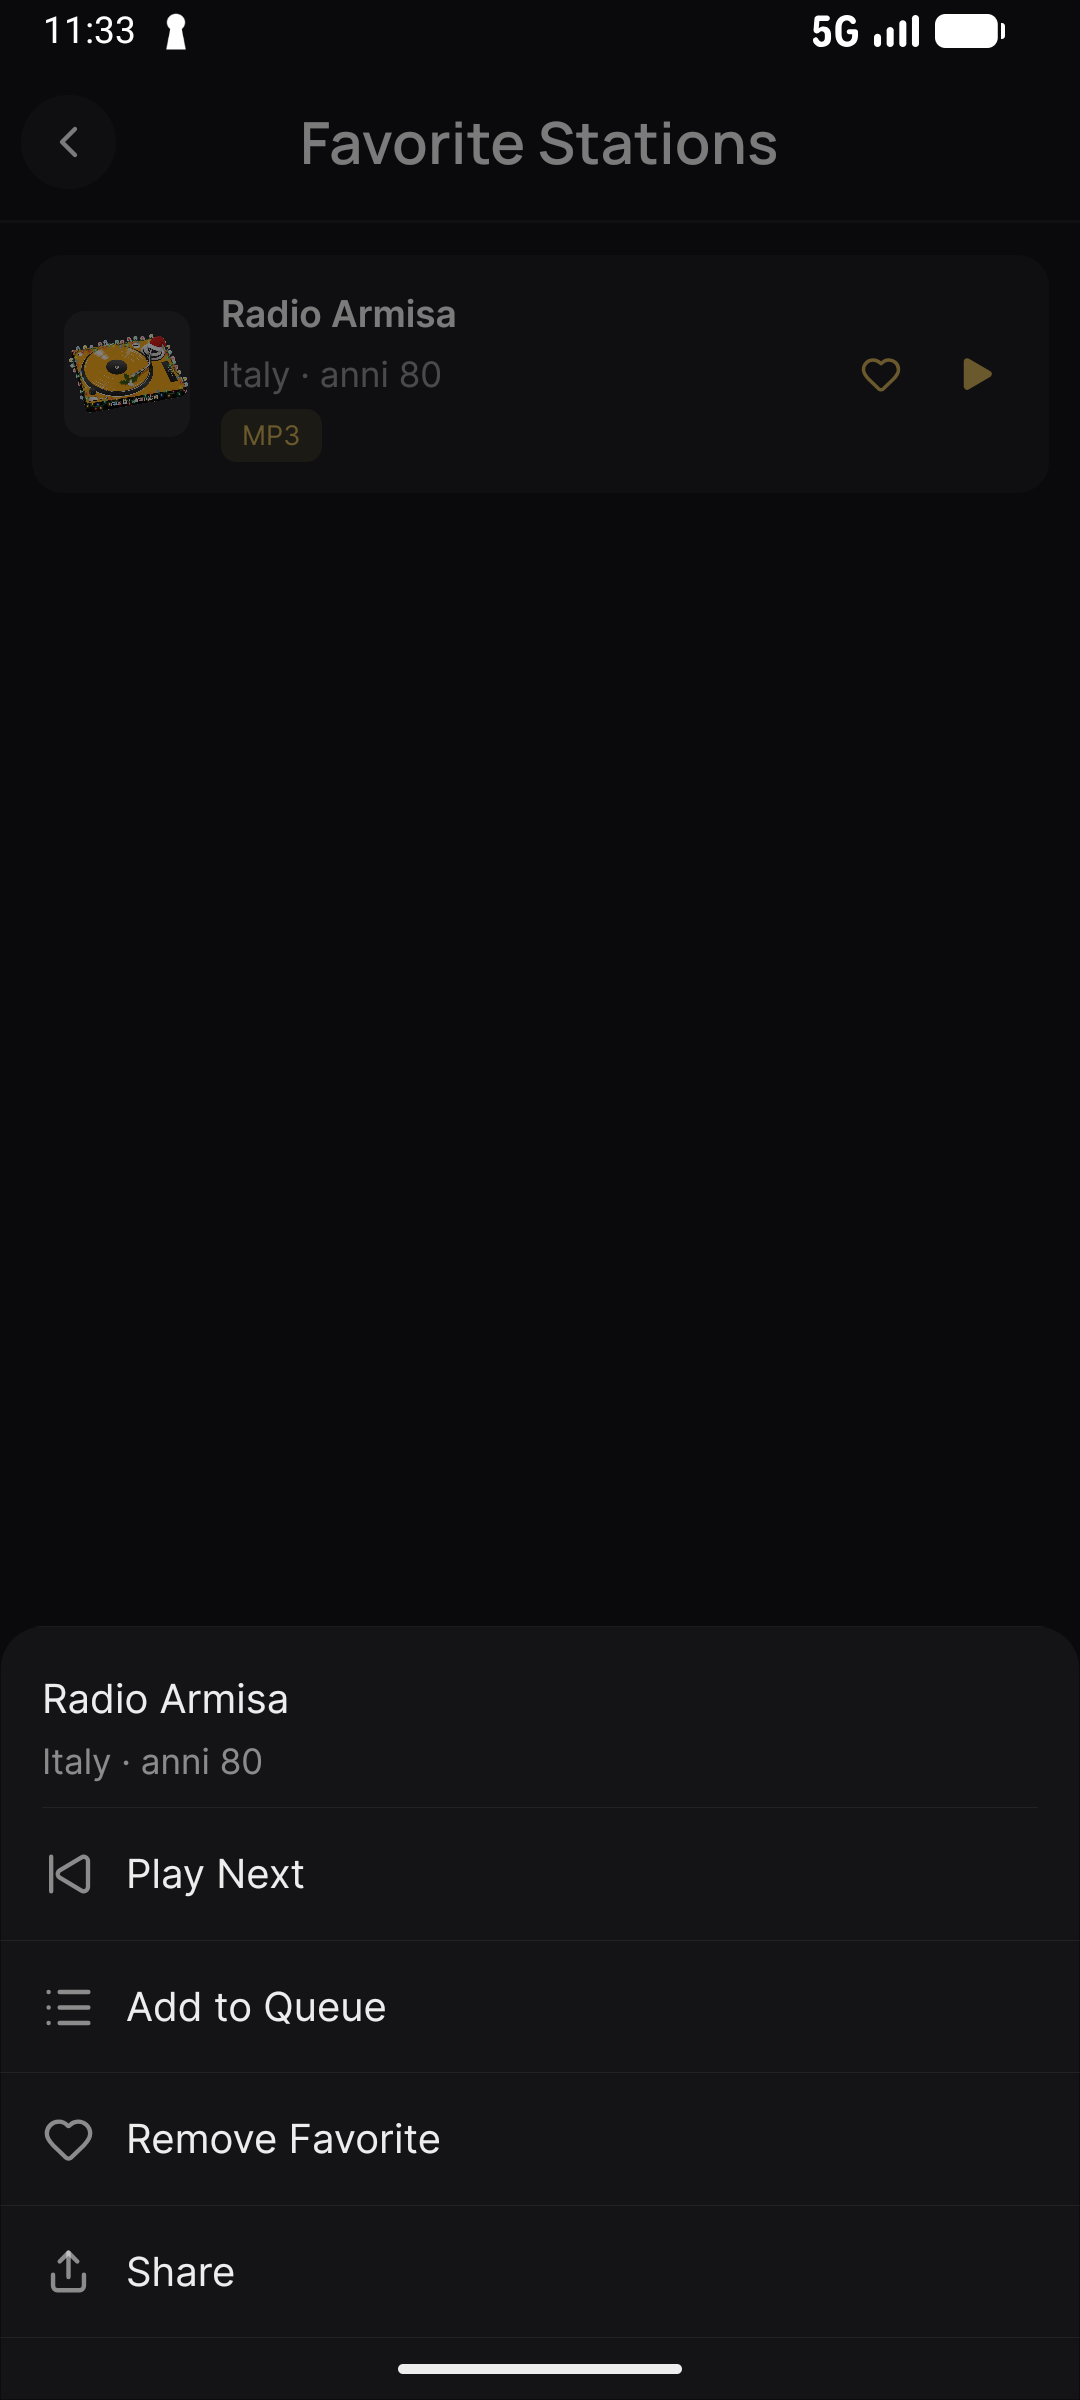 11:33
5G
Favorite Stations
Radio Armisa
Italy · anni 80
MP3
Radio Armisa
Italy · anni 80
Play Next
Add to Queue
Remove Favorite
Share